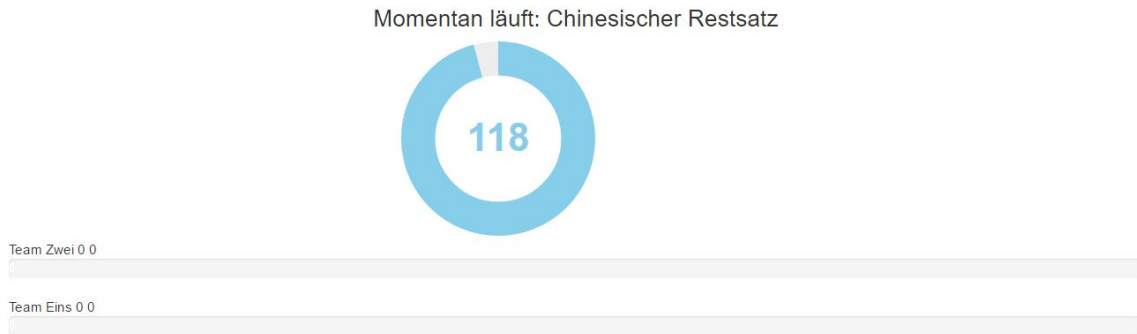 Momentan läuft: Chinesischer Restsatz
118
Team Zwei 0 0
Team Eins 0 0